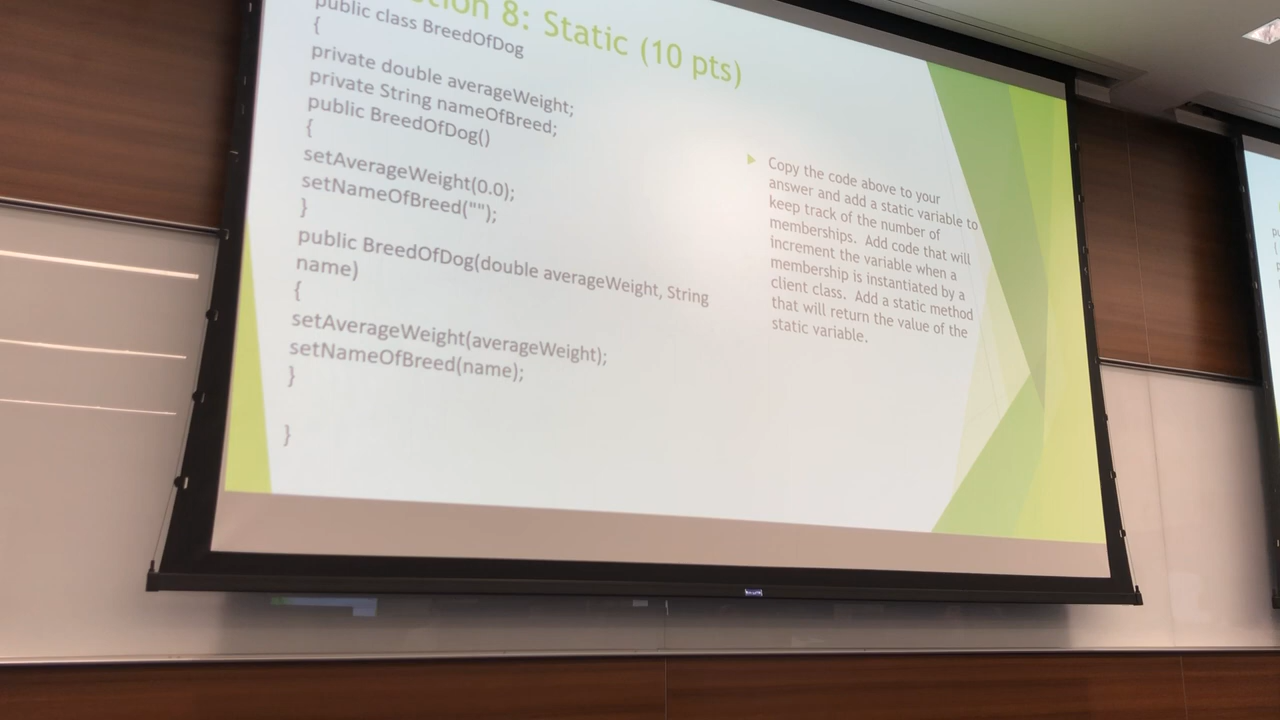 8: Static (10 pts)
public class BreedOfDog
{
private double averageWeight;
private String nameOfBreed;
public BreedOfDog()
{
setAverageWeight(0.0);
setNameOfBreed("");
}
public BreedOfDog(double averageWeight, String
name)
{
setAverageWeight(averageWeight);
setNameOfBreed(name);
}
}
Copy the code above to your
answer and add a static variable to
keep track of the number of
memberships. Add code that will
increment the variable when a
membership is instantiated by a
client class. Add a static method
that will return the value of the
static variable.